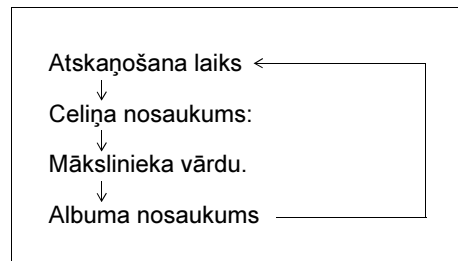 Atskaņošana laiks
Celiņa nosaukums:
Mākslinieka vārdu.
Albuma nosaukums